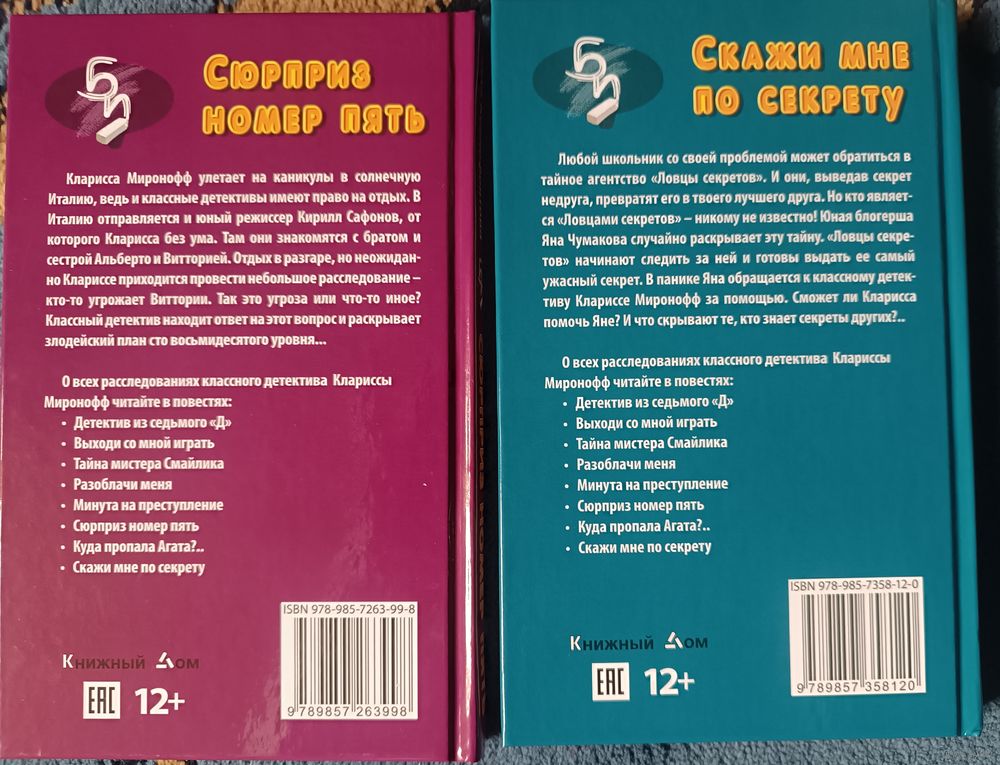 БП
Сюрприз
номер пять
Кларисса Миронофф улетает на каникулы в солнечную
Италию, ведь и классные детективы имеют право на отдых. В
Италию отправляется и юный режиссер Кирилл Сафонов, от
которого Кларисса без ума. Там они знакомятся с братом и
сестрой Альберто и Витторией. Отдых в разгаре, но неожидан-
но Клариссе приходится провести небольшое расследование –
кто-то угрожает Виттории. Так это угроза или что-то иное?
Классный детектив находит ответ на этот вопрос и раскрывает
злодейский план сто восьмидесятого уровня...
О всех расследованиях классного детектива Клариссы
Миронофф читайте в повестях:
• Детектив из седьмого «Д»
• Выходи со мной играть
• Тайна мистера Смайлика
• Разоблачи меня
• Минута на преступление
• Сюрприз номер пять
• Куда пропала Агата?..
• Скажи мне по секрету
ISBN 978-985-7263-99-8
9 789857 263998
Книжный Дом
EAC 12+
БП
Скажи мне
по секрету
Любой школьник со своей проблемой может обратиться в
тайное агентство «Ловцы секретов». И они, выведав секрет
недруга, превратят его в твоего лучшего друга. Но кто являет-
ся «Ловцами секретов» – никому не известно! Юная блогерша
Яна Чумакова случайно раскрывает эту тайну. «Ловцы секре-
тов» начинают следить за ней и готовы выдать ее самый
ужасный секрет. В панике Яна обращается к классному детек-
тиву Клариссе Миронофф за помощью. Сможет ли Кларисса
помочь Яне? И что скрывают те, кто знает секреты других?..
О всех расследованиях классного детектива Клариссы
Миронофф читайте в повестях:
• Детектив из седьмого «Д»
• Выходи со мной играть
• Тайна мистера Смайлика
• Разоблачи меня
• Минута на преступление
• Сюрприз номер пять
• Куда пропала Агата?..
• Скажи мне по секрету
ISBN 978-985-7358-12-0
9 789857 358120
Книжный Дом
EAC 12+